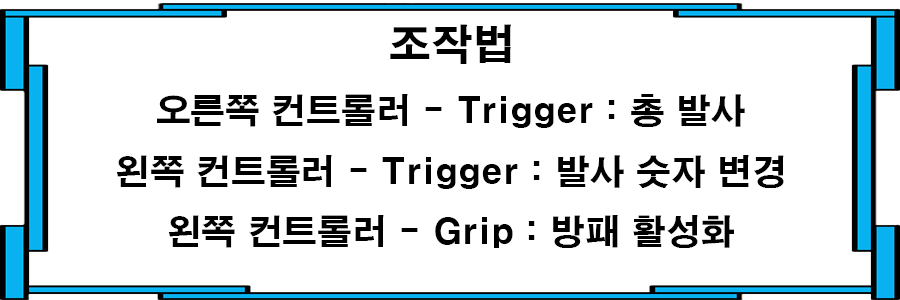 조작법
오른쪽 컨트롤러 - Trigger : 총 발사
왼쪽 컨트롤러 - Trigger : 발사 숫자 변경
왼쪽 컨트롤러 - Grip : 방패 활성화